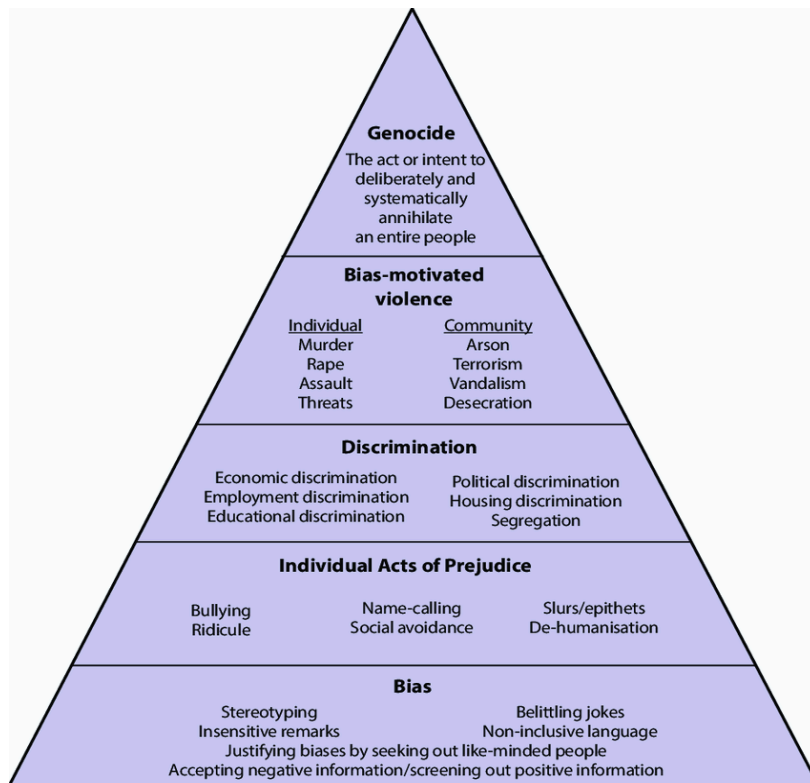 Genocide
The act or intent to
deliberately and
systematically
annihilate
an entire people
Bias-motivated
violence
Individual Community
Murder Arson
Rape Terrorism
Assault Vandalism
Threats Desecration
Discrimination
Economic discrimination Political discrimination
Employment discrimination Housing discrimination
Educational discrimination Segregation
Individual Acts of Prejudice
Bullying Name-calling Slurs/epithets
Ridicule Social avoidance De-humanisation
Bias
Stereotyping Belittling jokes
Insensitive remarks Non-inclusive language
Justifying biases by seeking out like-minded people
Accepting negative information/screening out positive information